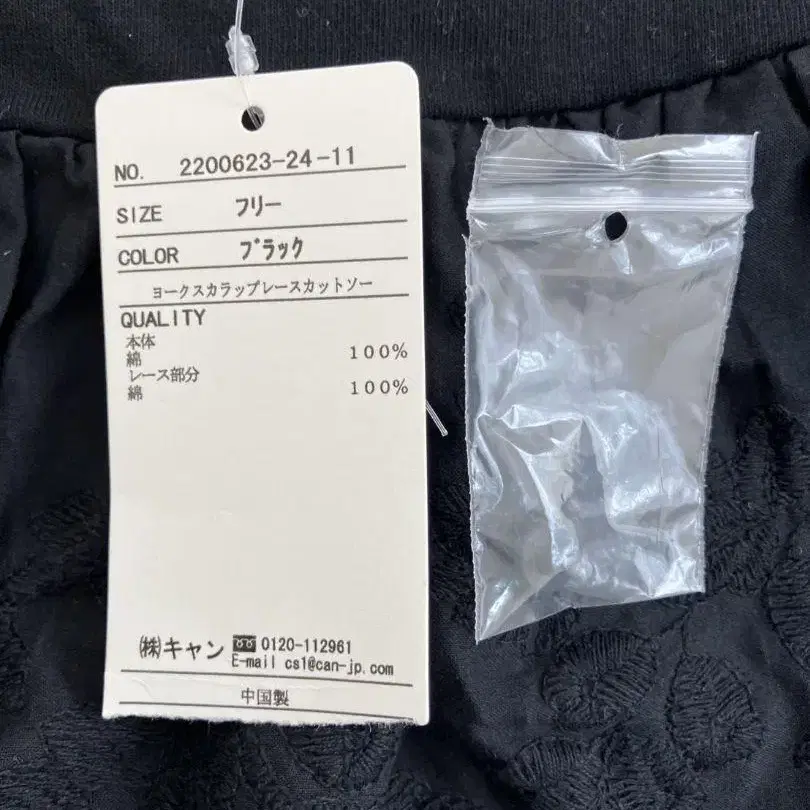 NO. 2200623-24-11
SIZE フリー
COLOR ブラック
ヨークスカラップレースカットソー
QUALITY
本体
綿 100%
レース部分
綿 100%
㈱キャン 0120-112961
E-mail cs1@can-jp.com
中国製